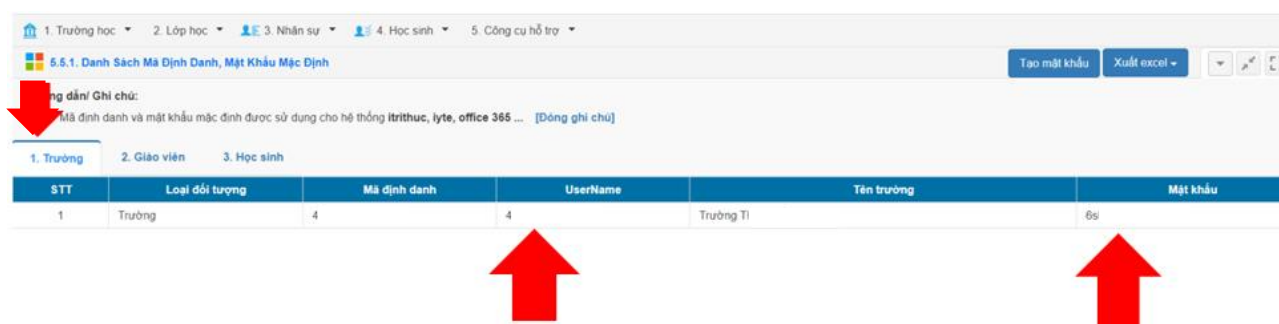 1. Trường học 2. Lớp học 3. Nhân sự 4. Học sinh 5. Công cụ hỗ trợ
5.5.1. Danh Sách Mã Định Danh, Mật Khẩu Mặc Định Tạo mật khẩu Xuất excel
dẫn/ Ghi chú:
Mã định danh và mật khẩu mặc định được sử dụng cho hệ thống itrithuc, iyte, office 365 ... [Đóng ghi chú]
1. Trường 2. Giáo viên 3. Học sinh
STT Loại đối tượng Mã định danh UserName Tên trường Mật khẩu
1 Trường 4 4 Trường 6s